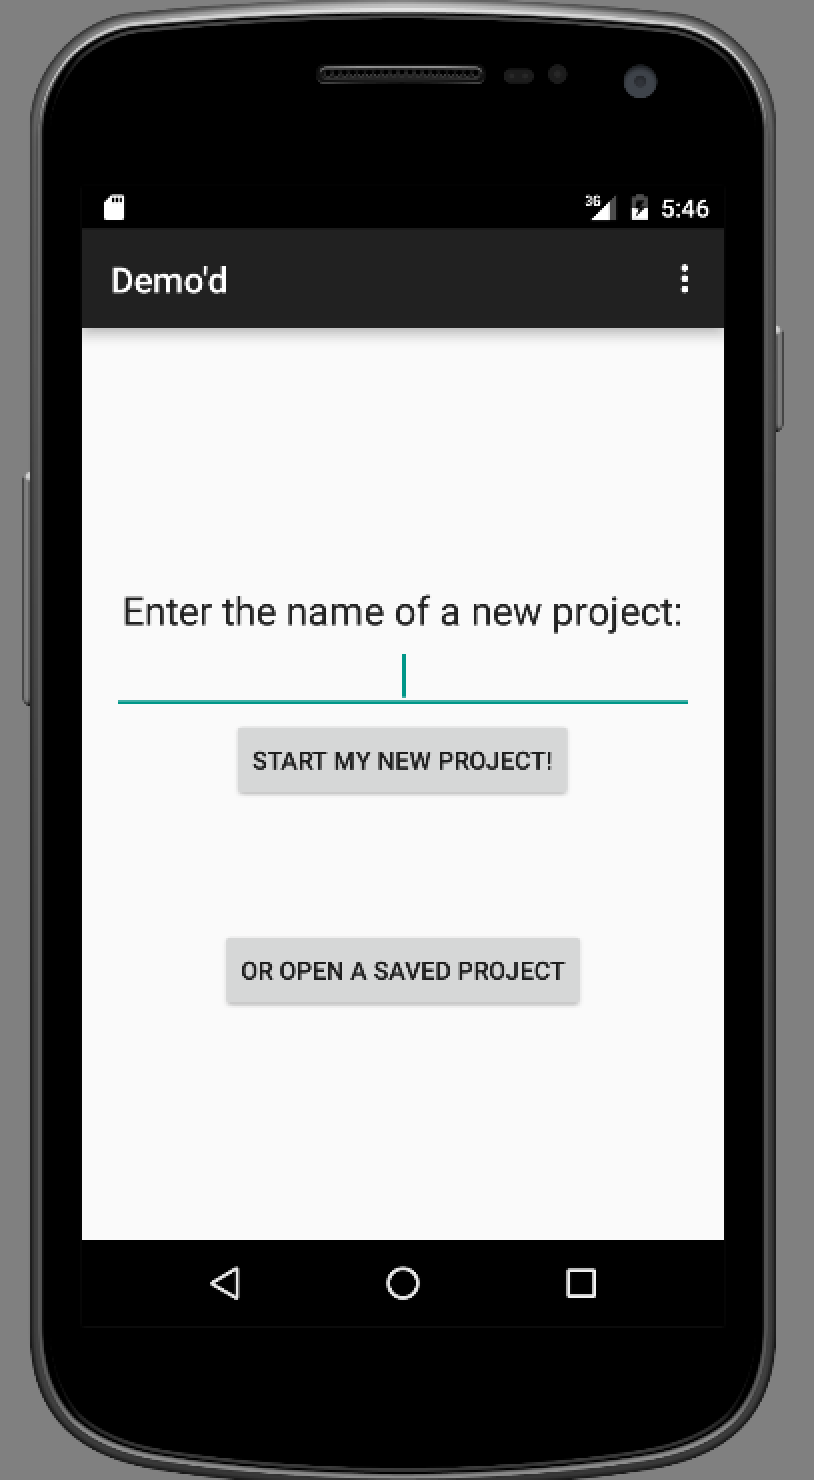 3G 5:46
Demo'd
Enter the name of a new project:
START MY NEW PROJECT!
OR OPEN A SAVED PROJECT